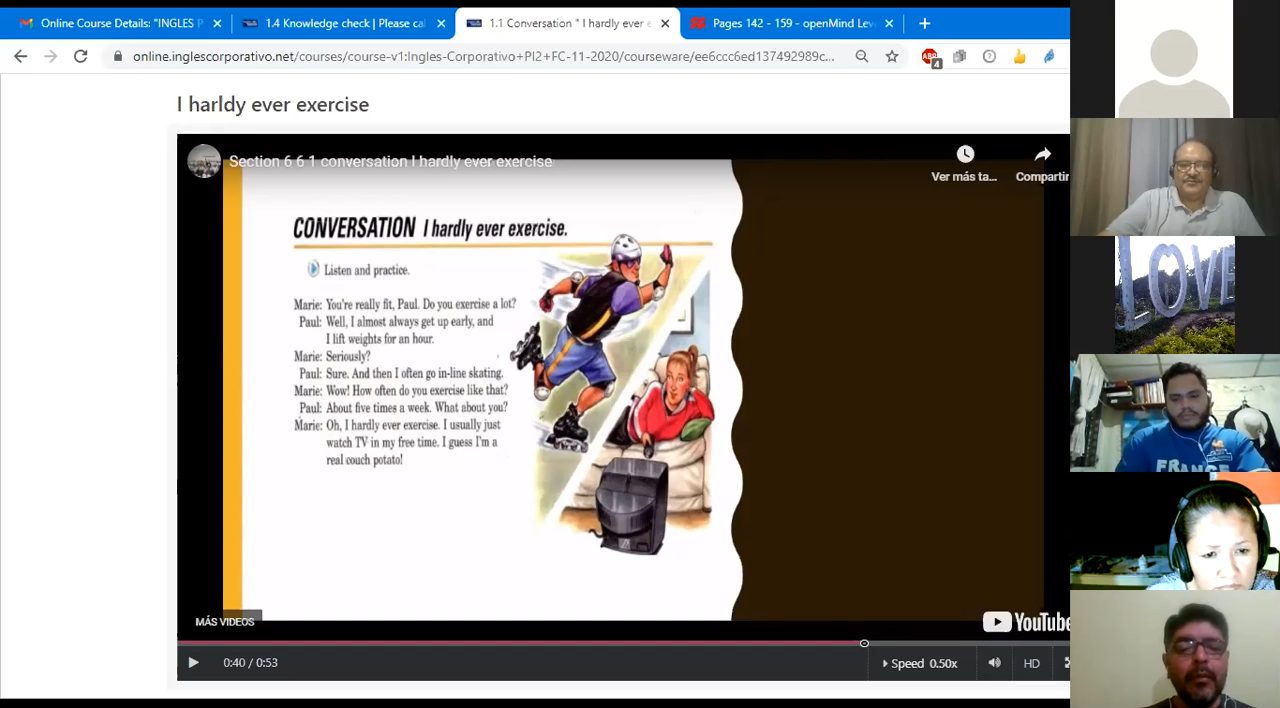 Online Course Details: "INGLES P
1.4 Knowledge check | Please cal
1.1 Conversation " I hardly ever e
Pages 142 - 159 - openMind Lev
online.inglescorporativo.net/courses/course-v1:Ingles-Corporativo+PI2+FC-11-2020/courseware/ee6ccc6ed137492989c...
ABP
4
I harldy ever exercise
Section 6 6 1 conversation I hardly ever exercise
Ver más ta...
Compartir
CONVERSATION I hardly ever exercise.
Listen and practice.
Marie: You're really fit, Paul. Do you exercise a lot?
Paul: Well, I almost always get up early, and
I lift weights for an hour.
Marie: Seriously?
Paul: Sure. And then I often go in-line skating.
Marie: Wow! How often do you exercise like that?
Paul: About five times a week. What about you?
Marie: Oh, I hardly ever exercise. I usually just
watch TV in my free time. I guess I'm a
real couch potato!
MÁS VIDEOS
YouTube
0:40 / 0:53
Speed 0.50x
HD
LOVE
FRANCE